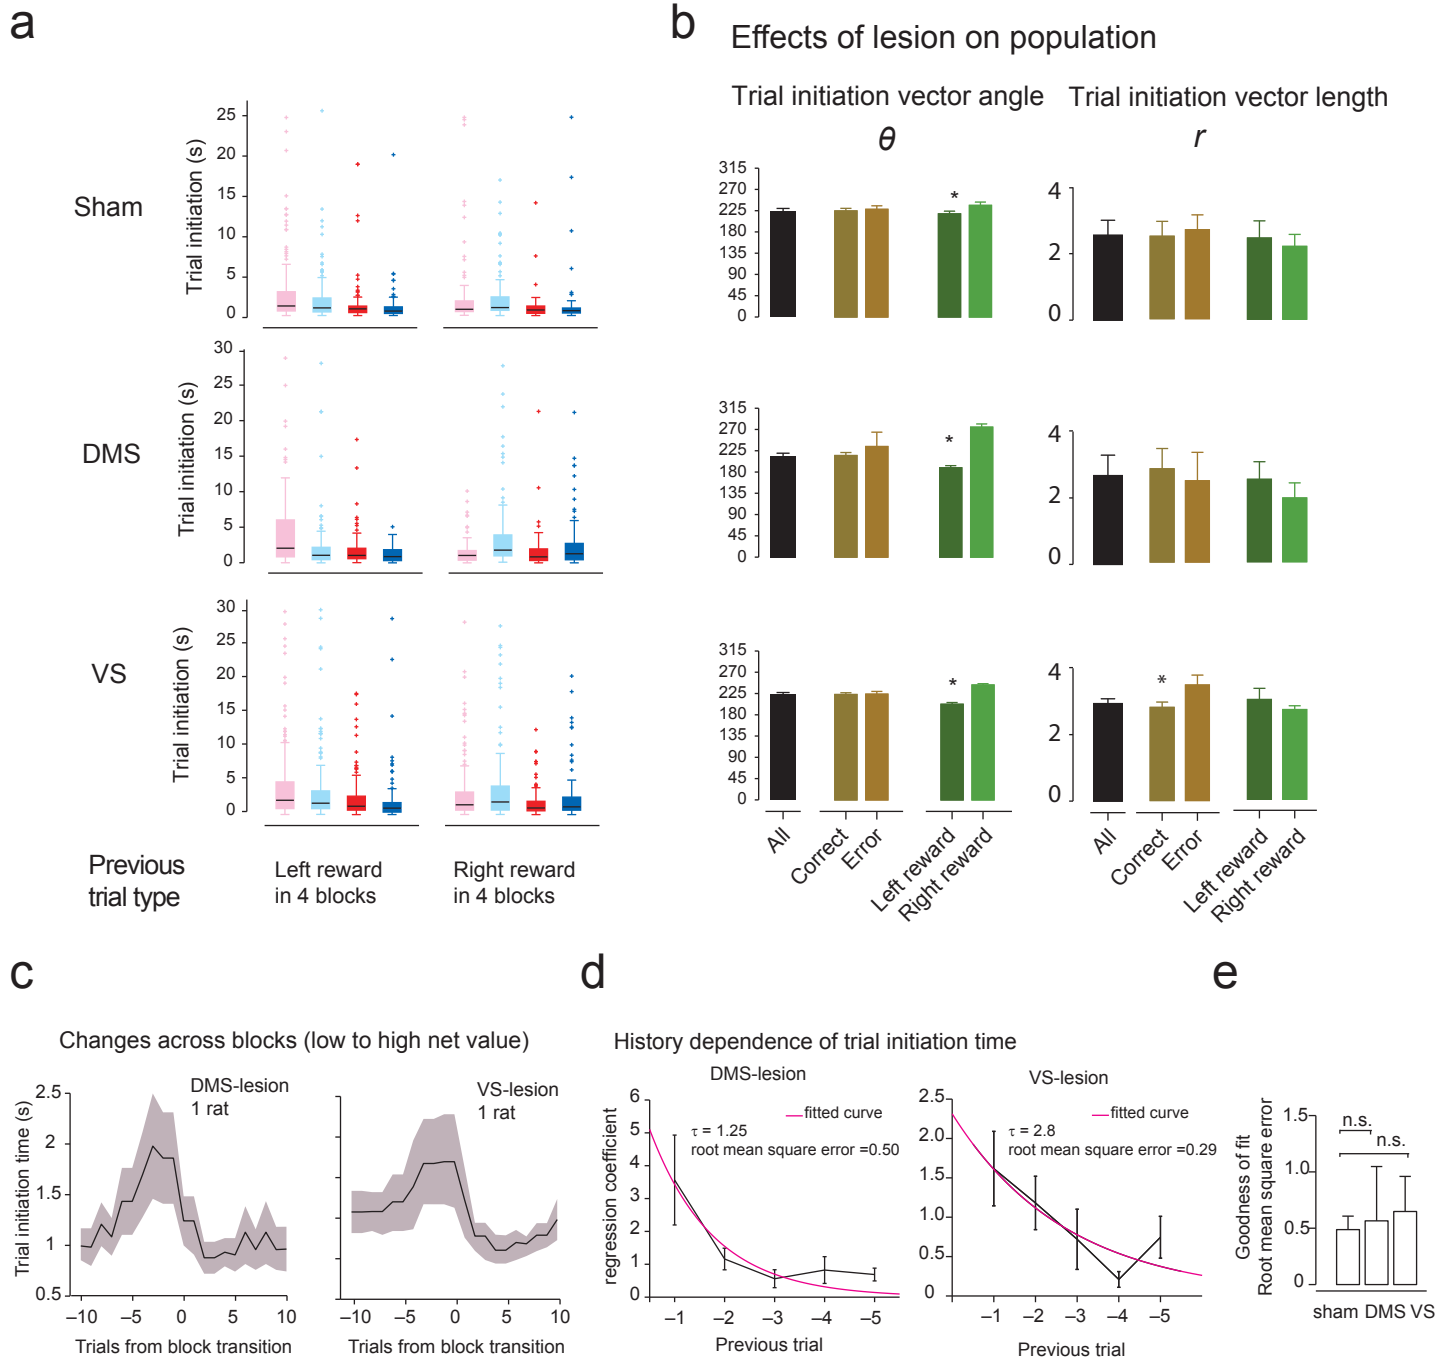 a
b
Effects of lesion on population
Trial initiation vector angle
θ
Trial initiation vector length
r
Sham
Trial initiation (s)
25
20
15
10
5
0
315
270
225
180
135
90
45
0
*
4
2
0
DMS
Trial initiation (s)
30
25
20
15
10
5
0
315
270
225
180
135
90
45
0
*
4
2
0
VS
Trial initiation (s)
30
25
20
15
10
5
0
315
270
225
180
135
90
45
0
*
4
2
0
*
All
Correct
Error
Left reward
Right reward
All
Correct
Error
Left reward
Right reward
Previous
trial type
Left reward
in 4 blocks
Right reward
in 4 blocks
c
Changes across blocks (low to high net value)
Trial initiation time (s)
2.5
2
1.5
1
0.5
DMS-lesion
1 rat
–10
–5
0
5
10
Trials from block transition
VS-lesion
1 rat
–10
–5
0
5
10
Trials from block transition
d
History dependence of trial initiation time
DMS-lesion
regression coefficient
6
5
4
3
2
1
0
fitted curve
τ = 1.25
root mean square error =0.50
–1
–2
–3
–4
–5
Previous trial
VS-lesion
2.5
2.0
1.5
1.0
0.5
0
fitted curve
τ = 2.8
root mean square error =0.29
–1
–2
–3
–4
–5
Previous trial
e
Goodness of fit
Root mean square error
1.5
1.0
0.5
0
n.s.
n.s.
sham DMS VS